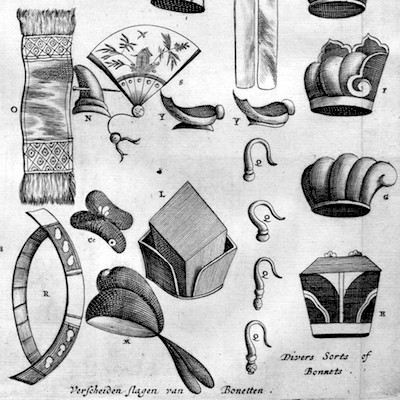 S
F
O
N
Y
Y
Q
L
G
Q
Cc
Q
R
H
M
Q
Divers Sorts of
Bonnets.
Verscheiden slagen van Bonetten.